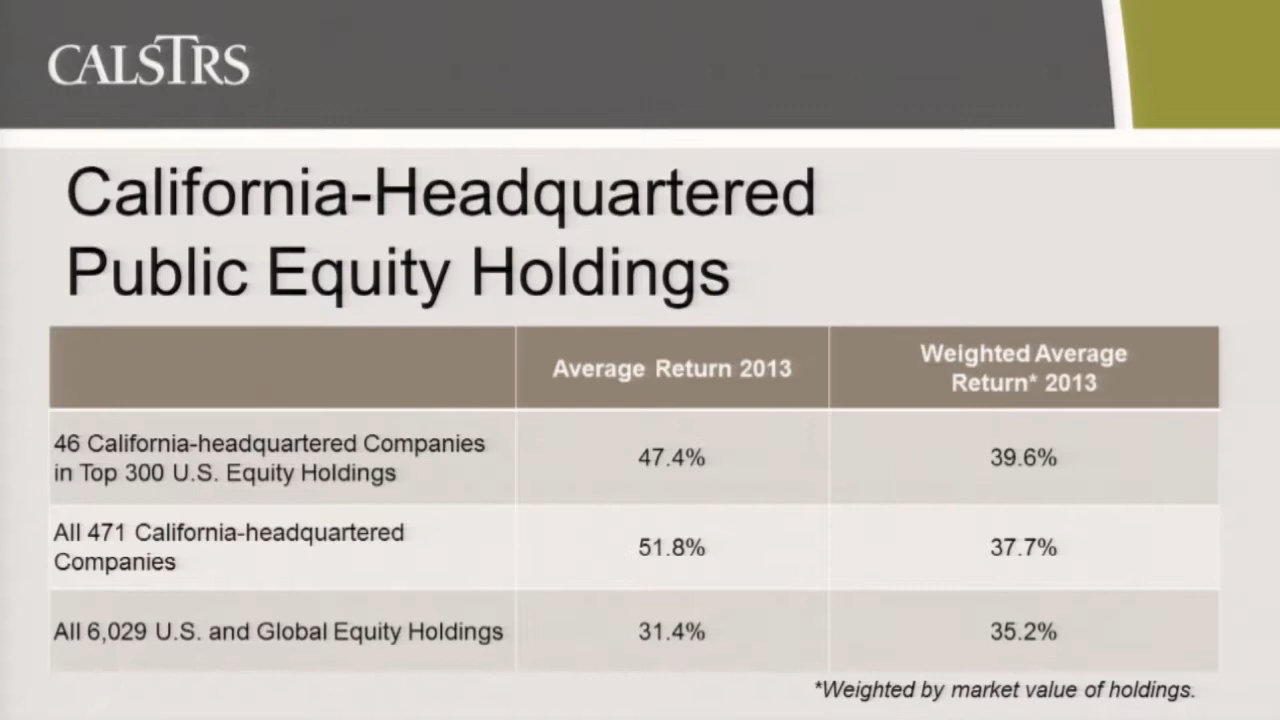 CALSTRS
California-Headquartered
Public Equity Holdings
Average Return 2013
Weighted Average
Return* 2013
46 California-headquartered Companies
in Top 300 U.S. Equity Holdings
47.4%
39.6%
All 471 California-headquartered
Companies
51.8%
37.7%
All 6,029 U.S. and Global Equity Holdings
31.4%
35.2%
*Weighted by market value of holdings.